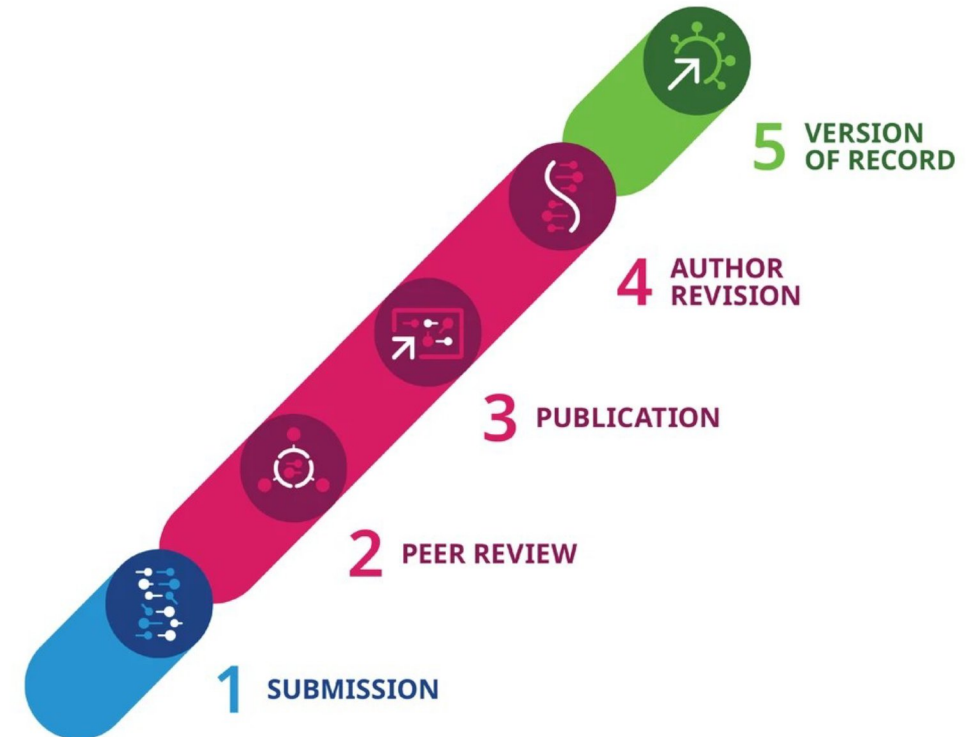 5 VERSION
OF RECORD
4 AUTHOR
REVISION
3 PUBLICATION
2 PEER REVIEW
1 SUBMISSION